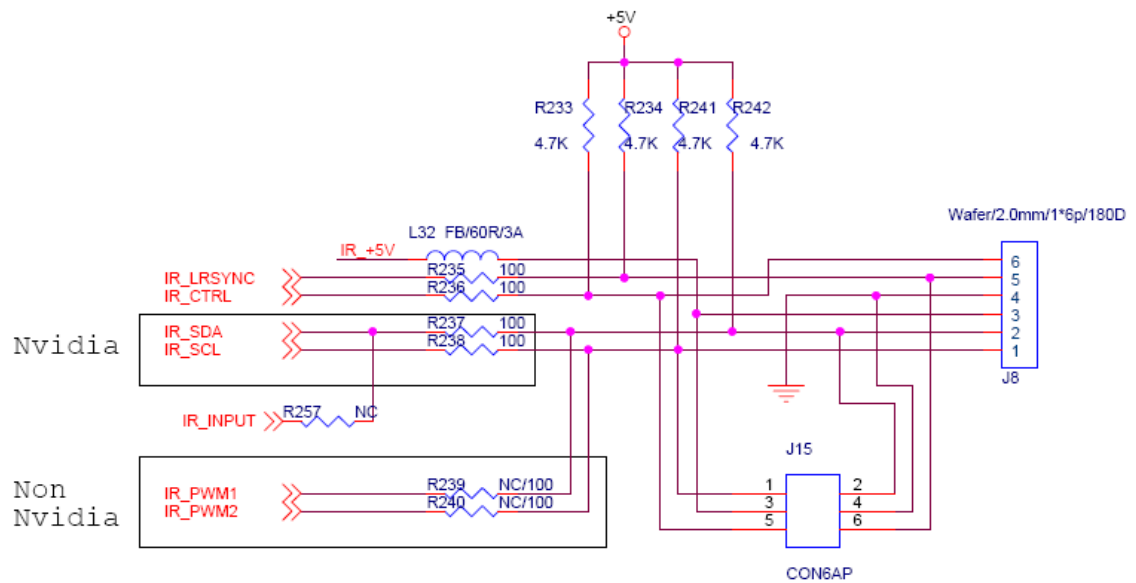 +5V
R233 R234 R241 R242
4.7K 4.7K 4.7K 4.7K
Wafer/2.0mm/1*6p/180D
L32 FB/60R/3A
IR_+5V
6
IR_LRSYNC R235 100 5
IR_CTRL R236 100 4
3
Nvidia IR_SDA R237 100 2
IR_SCL R238 100 1
J8
IR_INPUT R257 NC
J15
Non IR_PWM1 R239 NC/100 1 2
Nvidia IR_PWM2 R240 NC/100 3 4
5 6
CON6AP